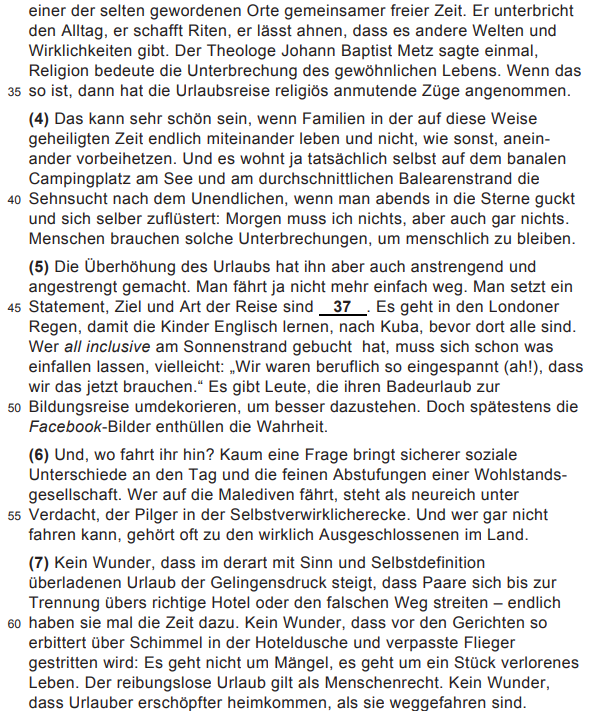 einer der selten gewordenen Orte gemeinsamer freier Zeit. Er unterbricht
den Alltag, er schafft Riten, er lässt ahnen, dass es andere Welten und
Wirklichkeiten gibt. Der Theologe Johann Baptist Metz sagte einmal,
Religion bedeute die Unterbrechung des gewöhnlichen Lebens. Wenn das
35 so ist, dann hat die Urlaubsreise religiös anmutende Züge angenommen.
(4) Das kann sehr schön sein, wenn Familien in der auf diese Weise
geheiligten Zeit endlich miteinander leben und nicht, wie sonst, anein-
ander vorbeihetzen. Und es wohnt ja tatsächlich selbst auf dem banalen
Campingplatz am See und am durchschnittlichen Balearenstrand die
40 Sehnsucht nach dem Unendlichen, wenn man abends in die Sterne guckt
und sich selber zuflüstert: Morgen muss ich nichts, aber auch gar nichts.
Menschen brauchen solche Unterbrechungen, um menschlich zu bleiben.
(5) Die Überhöhung des Urlaubs hat ihn aber auch anstrengend und
angestrengt gemacht. Man fährt ja nicht mehr einfach weg. Man setzt ein
45 Statement, Ziel und Art der Reise sind 37 . Es geht in den Londoner
Regen, damit die Kinder Englisch lernen, nach Kuba, bevor dort alle sind.
Wer all inclusive am Sonnenstrand gebucht hat, muss sich schon was
einfallen lassen, vielleicht: „Wir waren beruflich so eingespannt (ah!), dass
wir das jetzt brauchen.“ Es gibt Leute, die ihren Badeurlaub zur
50 Bildungsreise umdekorieren, um besser dazustehen. Doch spätestens die
Facebook-Bilder enthüllen die Wahrheit.
(6) Und, wo fahrt ihr hin? Kaum eine Frage bringt sicherer soziale
Unterschiede an den Tag und die feinen Abstufungen einer Wohlstands-
gesellschaft. Wer auf die Malediven fährt, steht als neureich unter
55 Verdacht, der Pilger in der Selbstverwirklicherecke. Und wer gar nicht
fahren kann, gehört oft zu den wirklich Ausgeschlossenen im Land.
(7) Kein Wunder, dass im derart mit Sinn und Selbstdefinition
überladenen Urlaub der Gelingensdruck steigt, dass Paare sich bis zur
Trennung übers richtige Hotel oder den falschen Weg streiten – endlich
60 haben sie mal die Zeit dazu. Kein Wunder, dass vor den Gerichten so
erbittert über Schimmel in der Hoteldusche und verpasste Flieger
gestritten wird: Es geht nicht um Mängel, es geht um ein Stück verlorenes
Leben. Der reibungslose Urlaub gilt als Menschenrecht. Kein Wunder,
dass Urlauber erschöpfter heimkommen, als sie weggefahren sind.